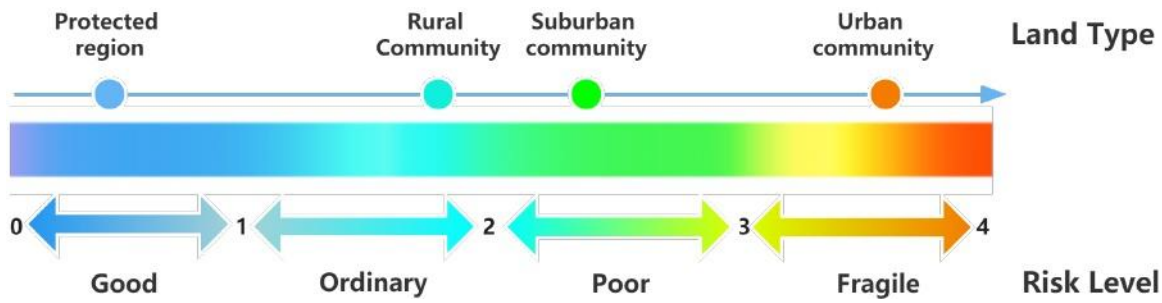 Protected
region
Rural
Community
Suburban
community
Urban
community
Land Type
0 1 2 3 4
Good Ordinary Poor Fragile Risk Level